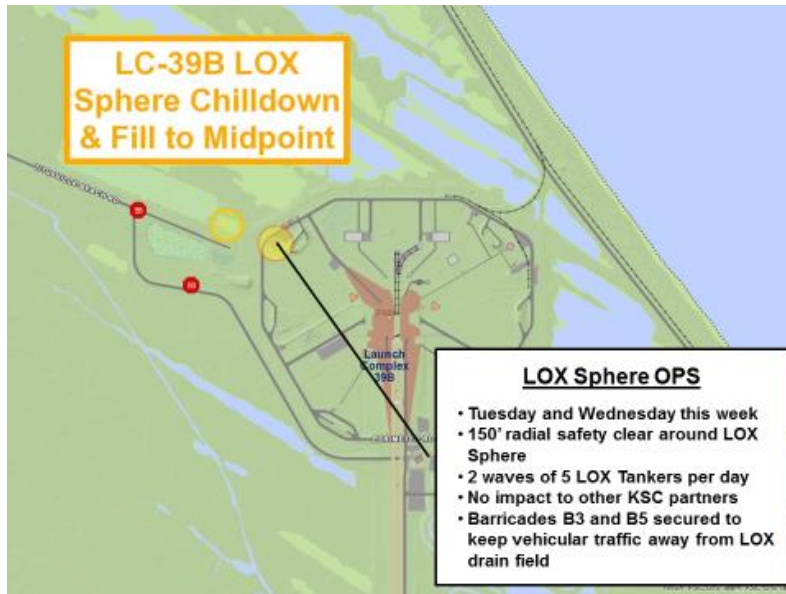 LC-39B LOX
Sphere Chilldown
& Fill to Midpoint
Launch
Complex
39B
LOX Sphere OPS
• Tuesday and Wednesday this week
• 150' radial safety clear around LOX
Sphere
• 2 waves of 5 LOX Tankers per day
• No impact to other KSC partners
• Barricades B3 and B5 secured to
keep vehicular traffic away from LOX
drain field